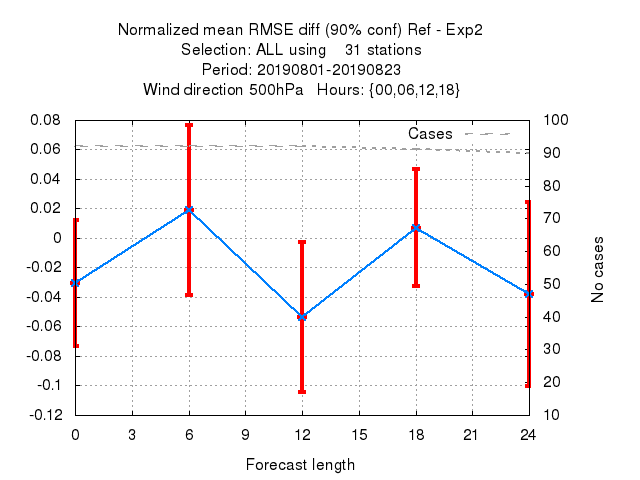 Normalized mean RMSE diff (90% conf) Ref - Exp2
Selection: ALL using    31 stations
Period: 20190801-20190823
Wind direction 500hPa   Hours: {00,06,12,18}
Cases
0.08
0.06
0.04
0.02
0
-0.02
-0.04
-0.06
-0.08
-0.1
-0.12
100
90
80
70
60
50
40
30
20
10
No cases
0 3 6 9 12 15 18 21 24
Forecast length